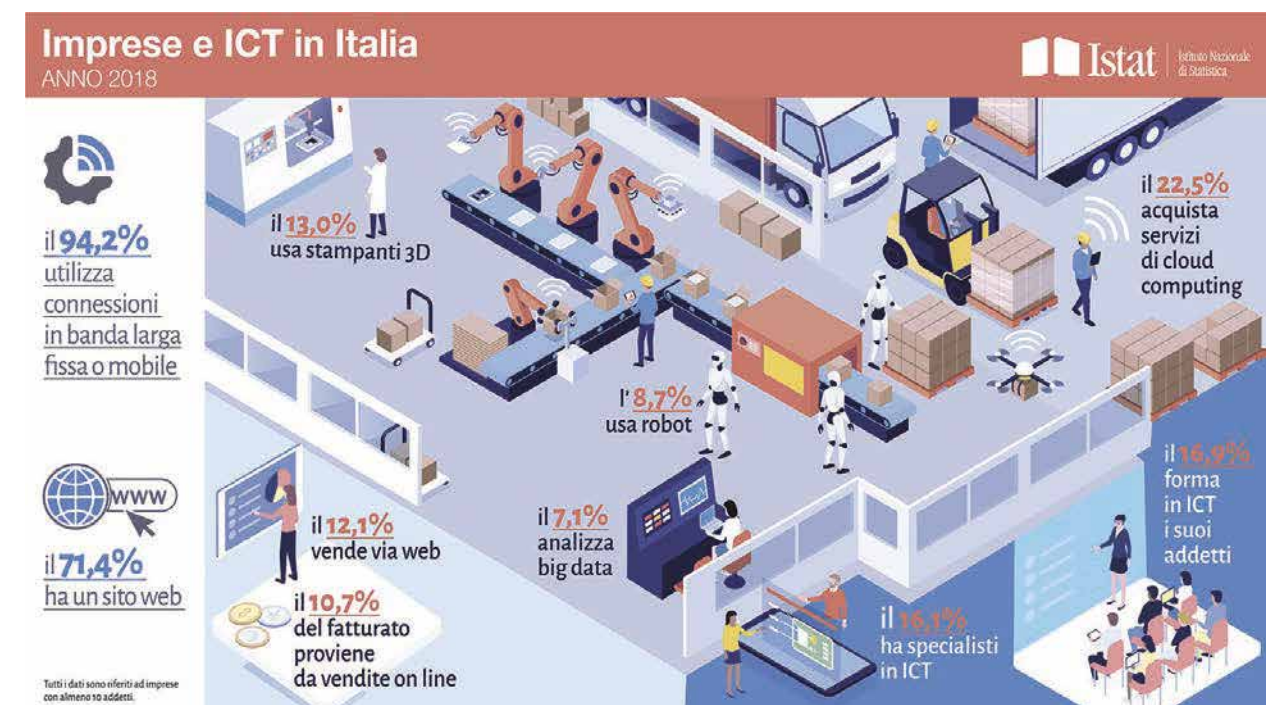 Imprese e ICT in Italia
ANNO 2018
Istat
Istituto Nazionale
di Statistica
il 94,2%
utilizza
connessioni
in banda larga
fissa o mobile
www
il 71,4%
ha un sito web
Tutti i dati sono riferiti ad imprese
con almeno 10 addetti.
il 13,0%
usa stampanti 3D
il 22,5%
acquista
servizi
di cloud
computing
l' 8,7%
usa robot
il 12,1%
vende via web
il 10,7%
del fatturato
proviene
da vendite on line
il 7,1%
analizza
big data
il 16,1%
ha specialisti
in ICT
il 16,9%
forma
in ICT
i suoi
addetti